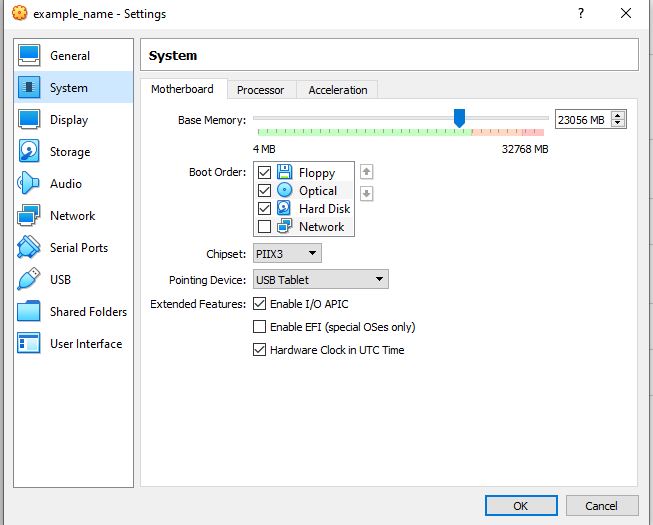 example_name - Settings
?
General
System
Display
Storage
Audio
Network
Serial Ports
USB
Shared Folders
User Interface
System
Motherboard Processor Acceleration
Base Memory: 23056 MB
4 MB 32768 MB
Boot Order: Floppy
Optical
Hard Disk
Network
Chipset: PIIX3
Pointing Device: USB Tablet
Extended Features: Enable I/O APIC
Enable EFI (special OSes only)
Hardware Clock in UTC Time
OK Cancel